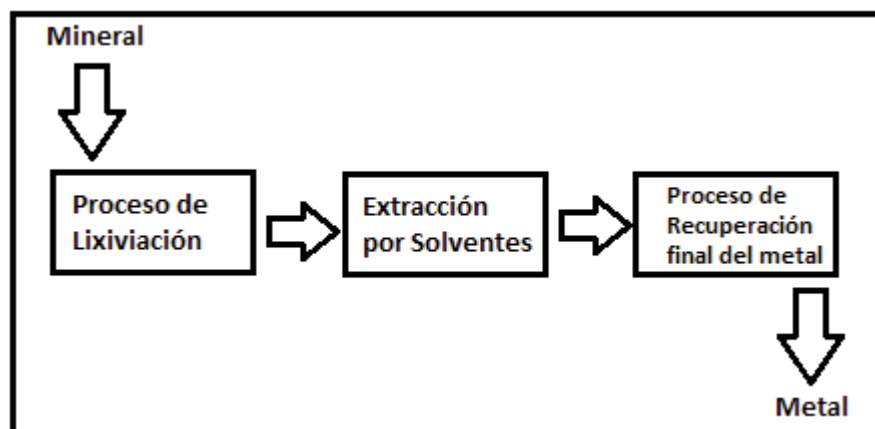 Mineral
Proceso de
Lixiviación
Extracción
por Solventes
Proceso de
Recuperación
final del metal
Metal